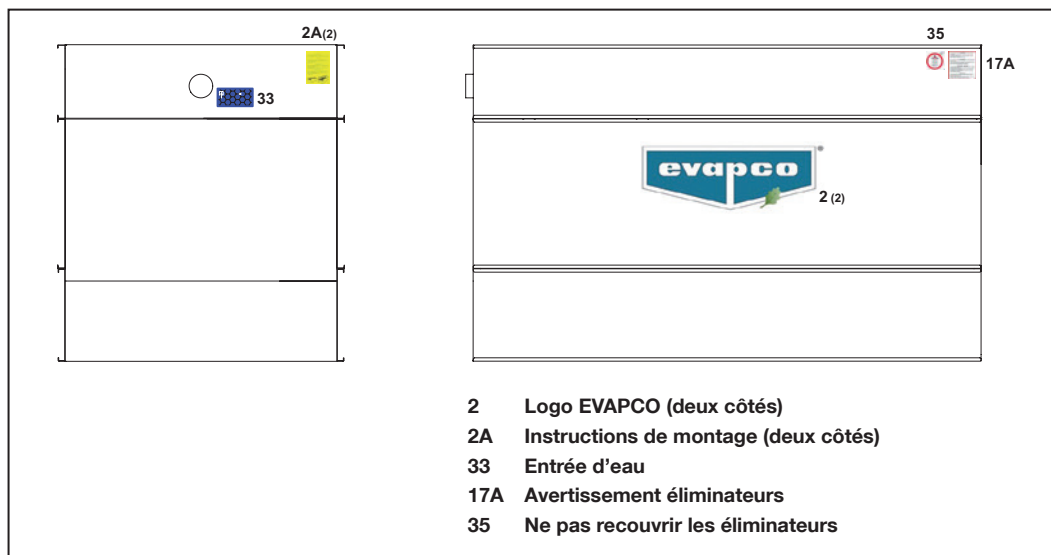 2A(2)
33
35
17A
evapco®
2 (2)
2 Logo EVAPCO (deux côtés)
2A Instructions de montage (deux côtés)
33 Entrée d'eau
17A Avertissement éliminateurs
35 Ne pas recouvrir les éliminateurs